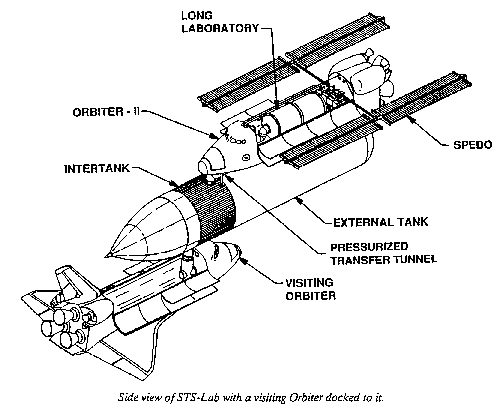 LONG
LABORATORY
ORBITER - II
INTERTANK
SPEDO
EXTERNAL TANK
PRESSURIZED
TRANSFER TUNNEL
VISITING
ORBITER
Side view of STS-Lab with a visiting Orbiter docked to it.